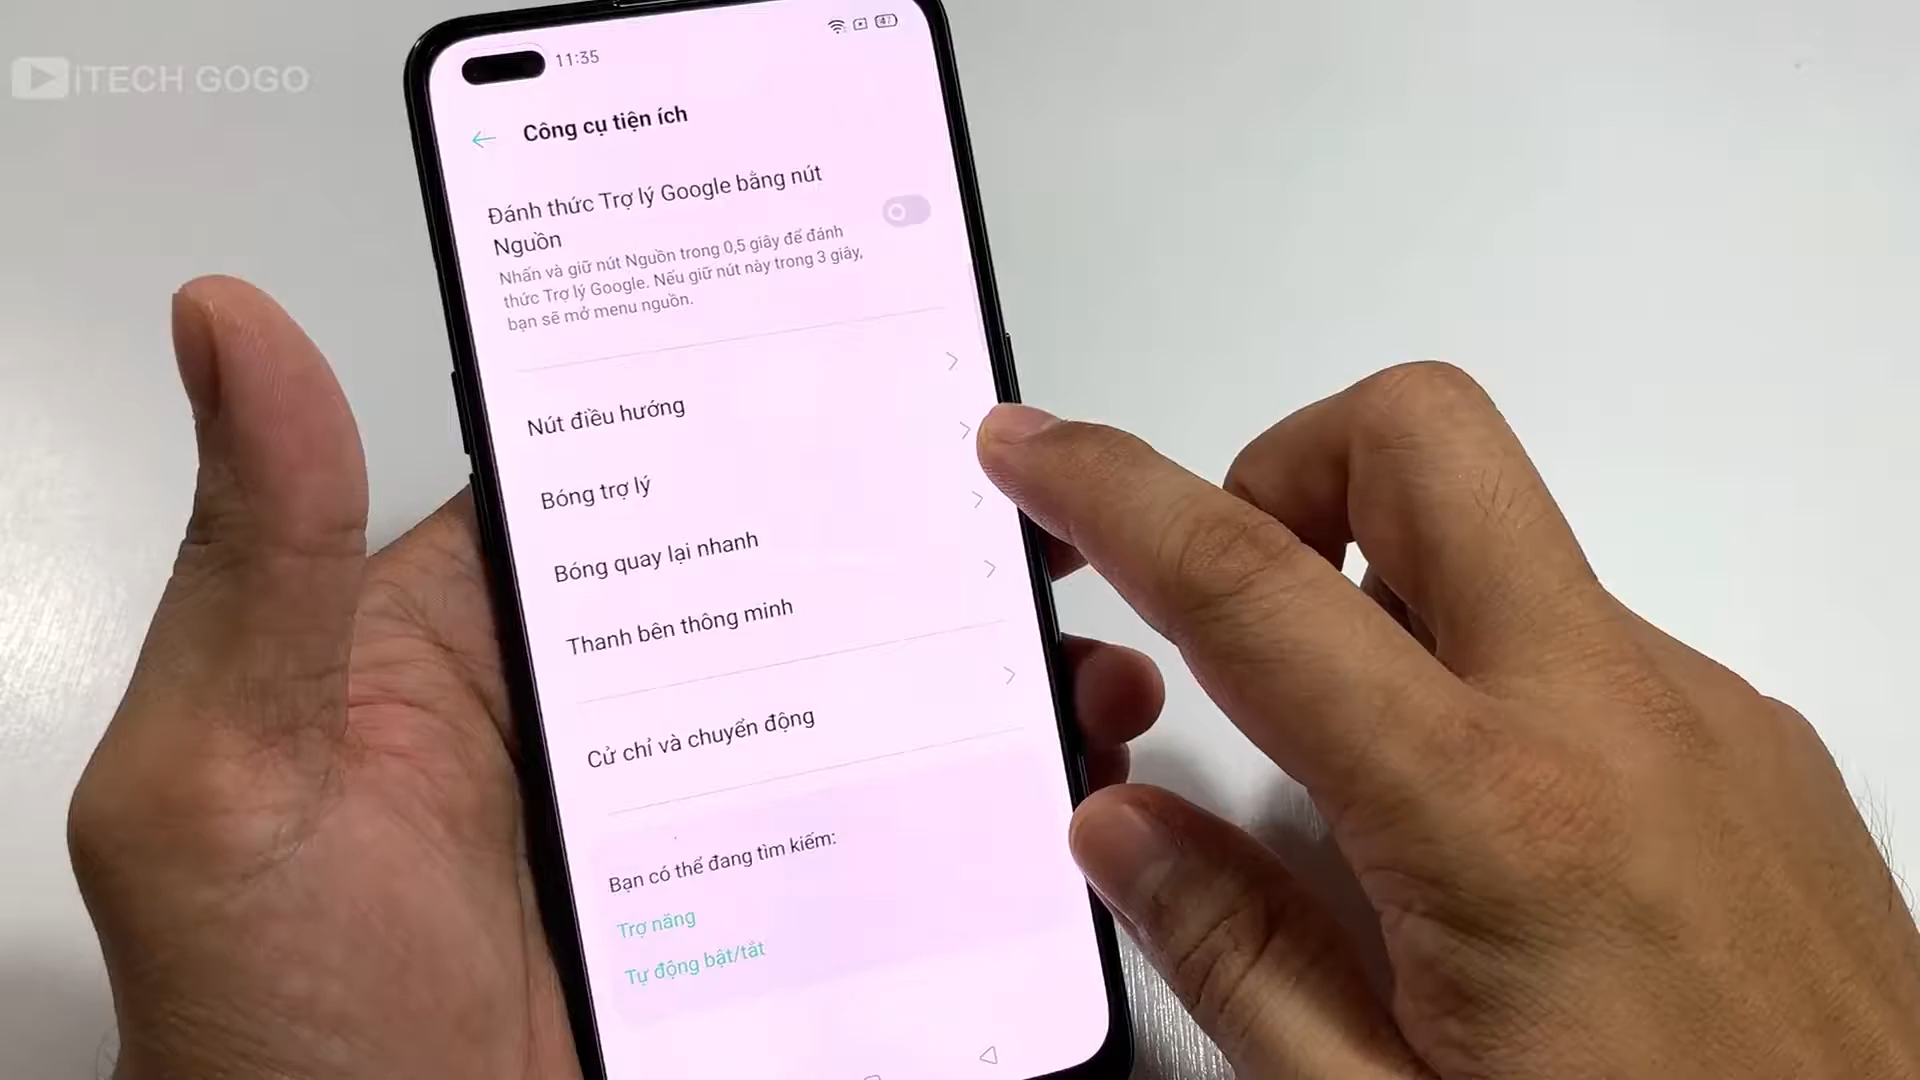 iTECH GOGO
11:35
47
Công cụ tiện ích
Đánh thức Trợ lý Google bằng nút
Nguồn
Nhấn và giữ nút Nguồn trong 0,5 giây để đánh
thức Trợ lý Google. Nếu giữ nút này trong 3 giây,
bạn sẽ mở menu nguồn.
Nút điều hướng
Bóng trợ lý
Bóng quay lại nhanh
Thanh bên thông minh
Cử chỉ và chuyển động
Bạn có thể đang tìm kiếm:
Trợ năng
Tự động bật/tắt